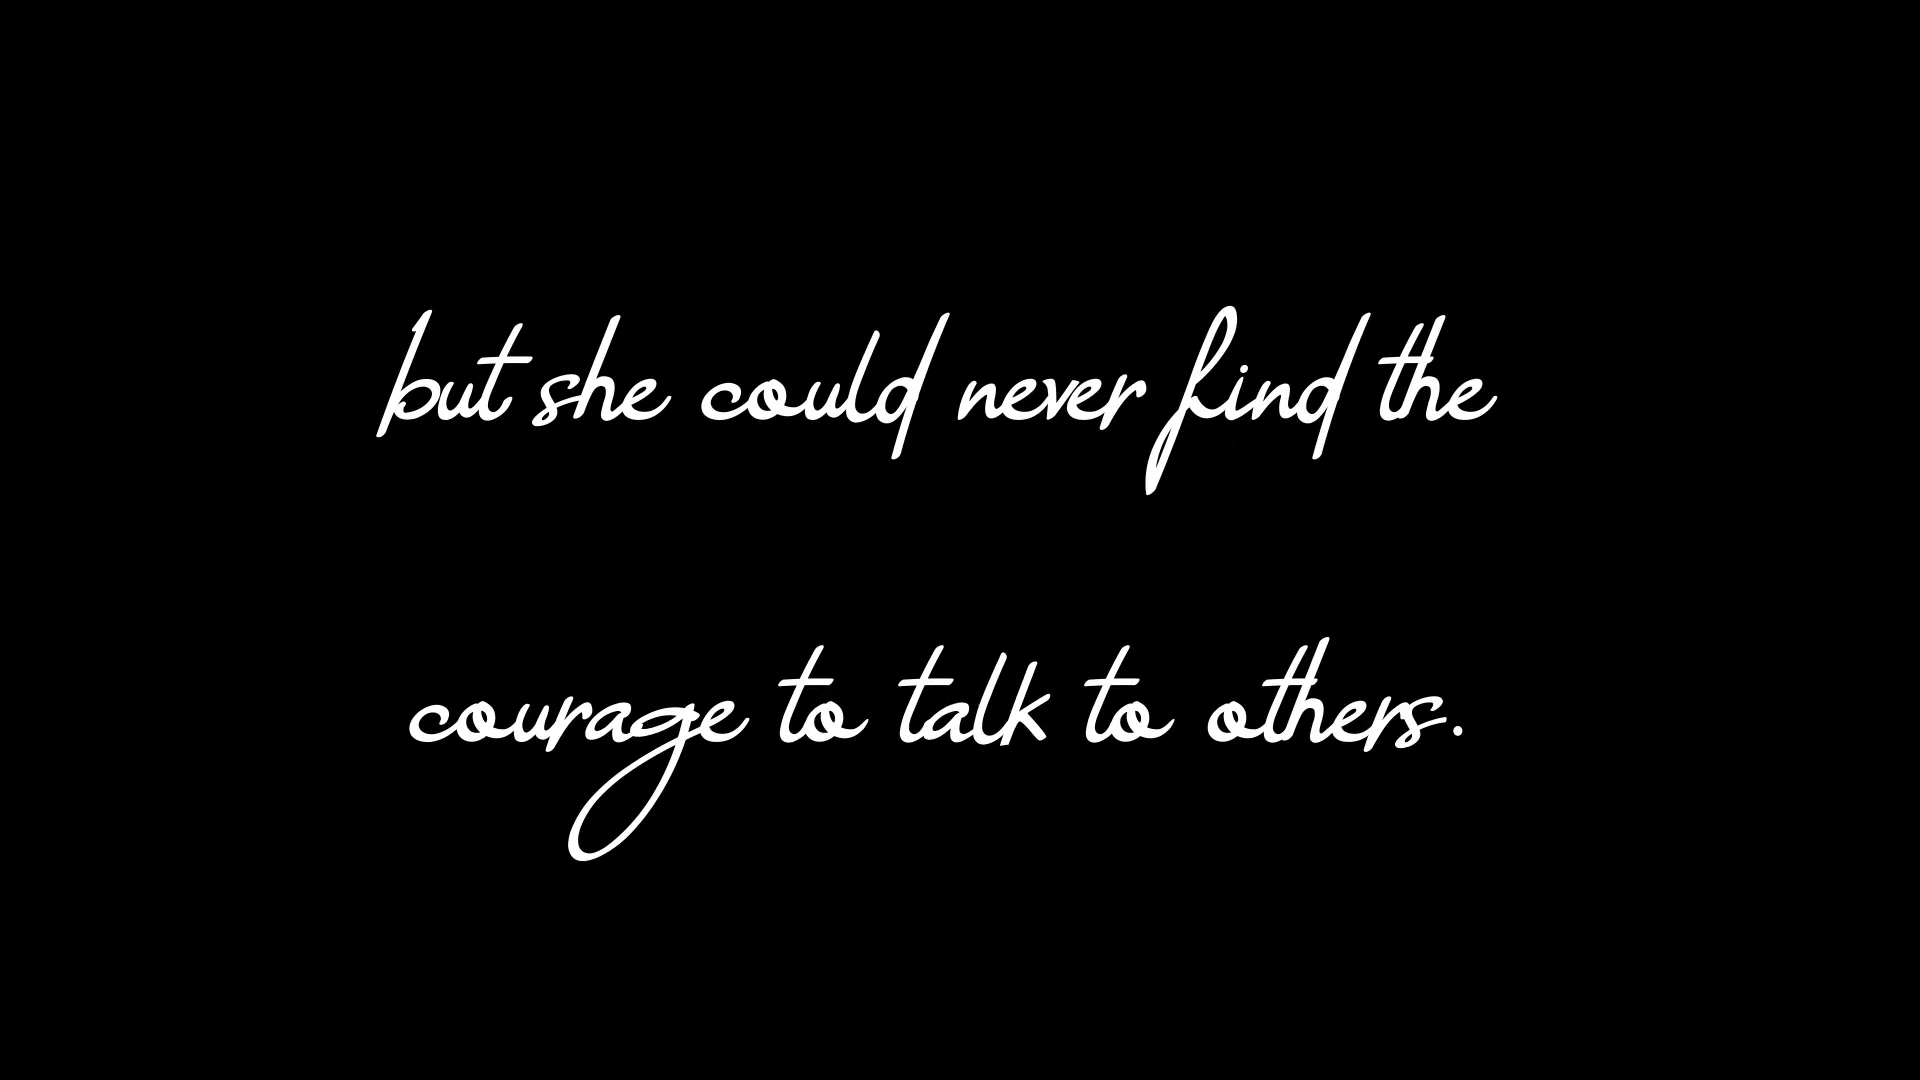 but she could never find the
courage to talk to others.